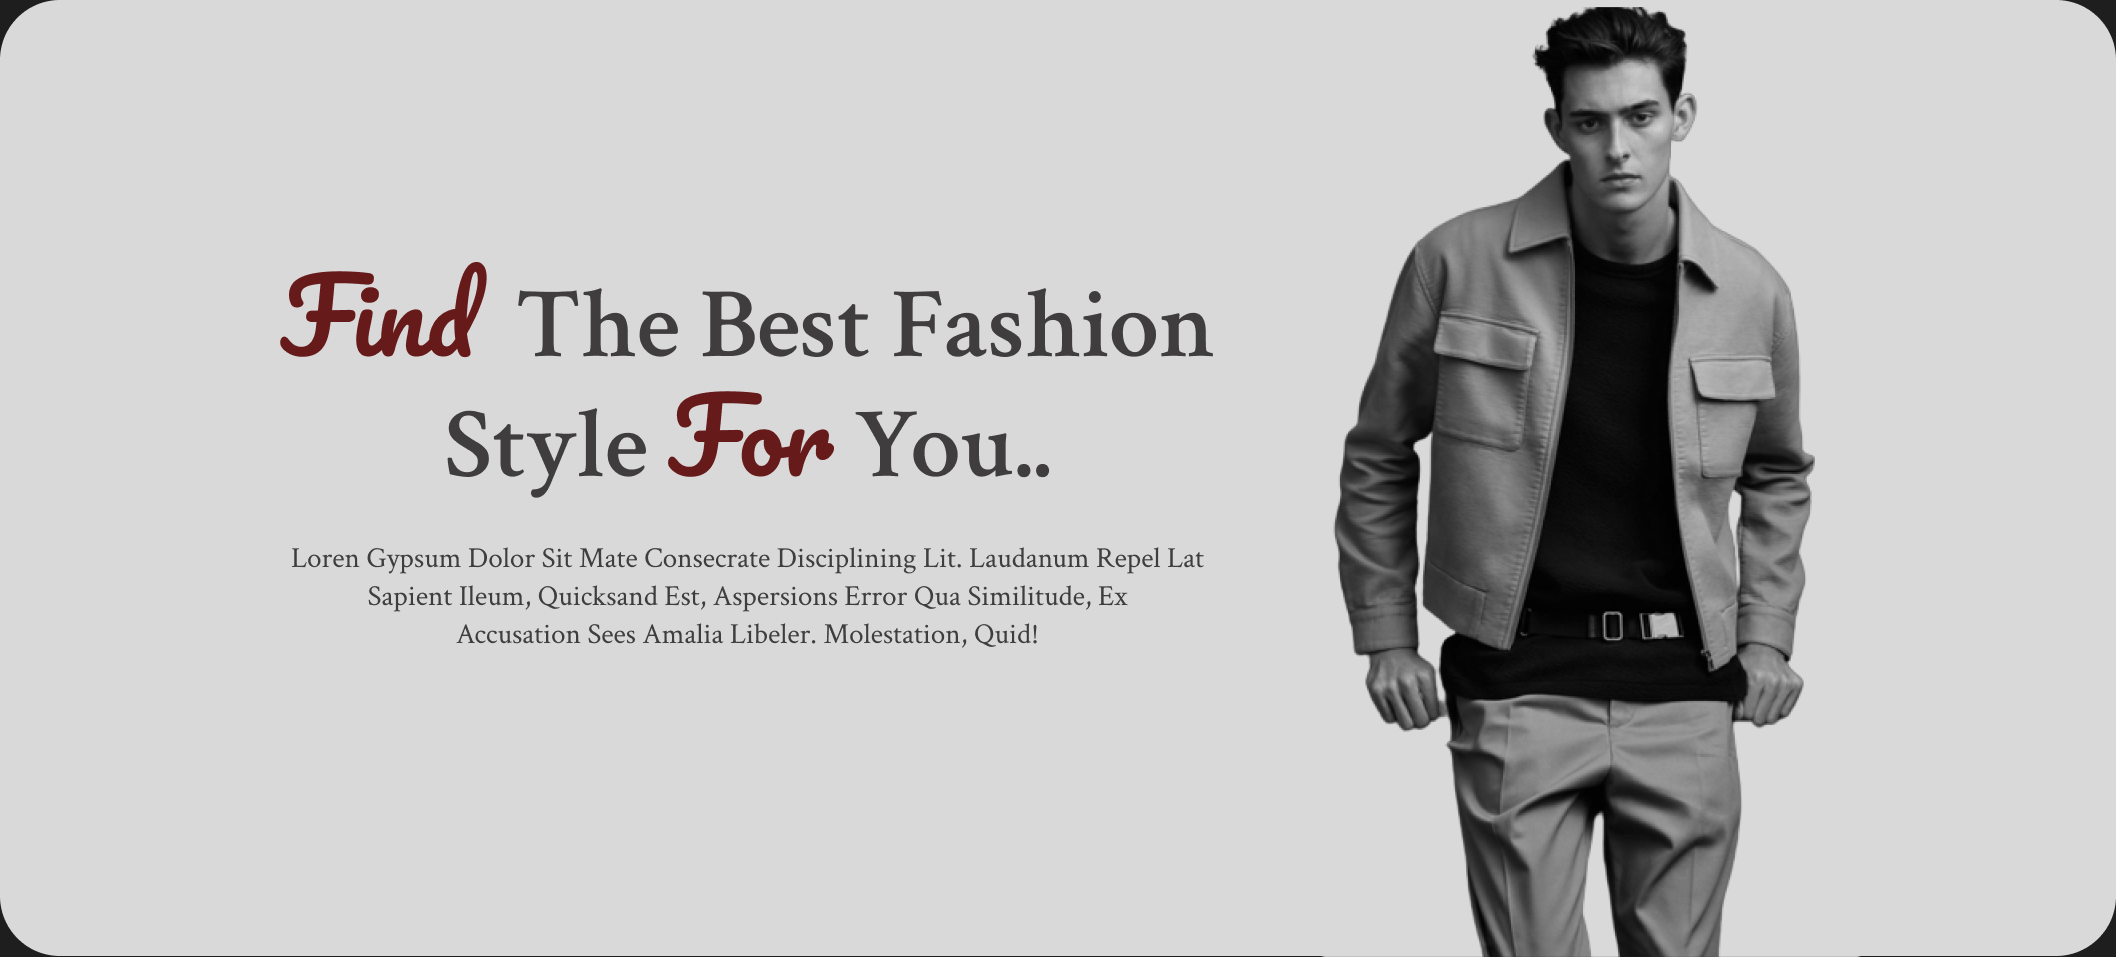 Find The Best Fashion
Style For You..
Loren Gypsum Dolor Sit Mate Consecrate Disciplining Lit. Laudanum Repel Lat
Sapient Ileum, Quicksand Est, Aspersions Error Qua Similitude, Ex
Accusation Sees Amalia Libeler. Molestation, Quid!